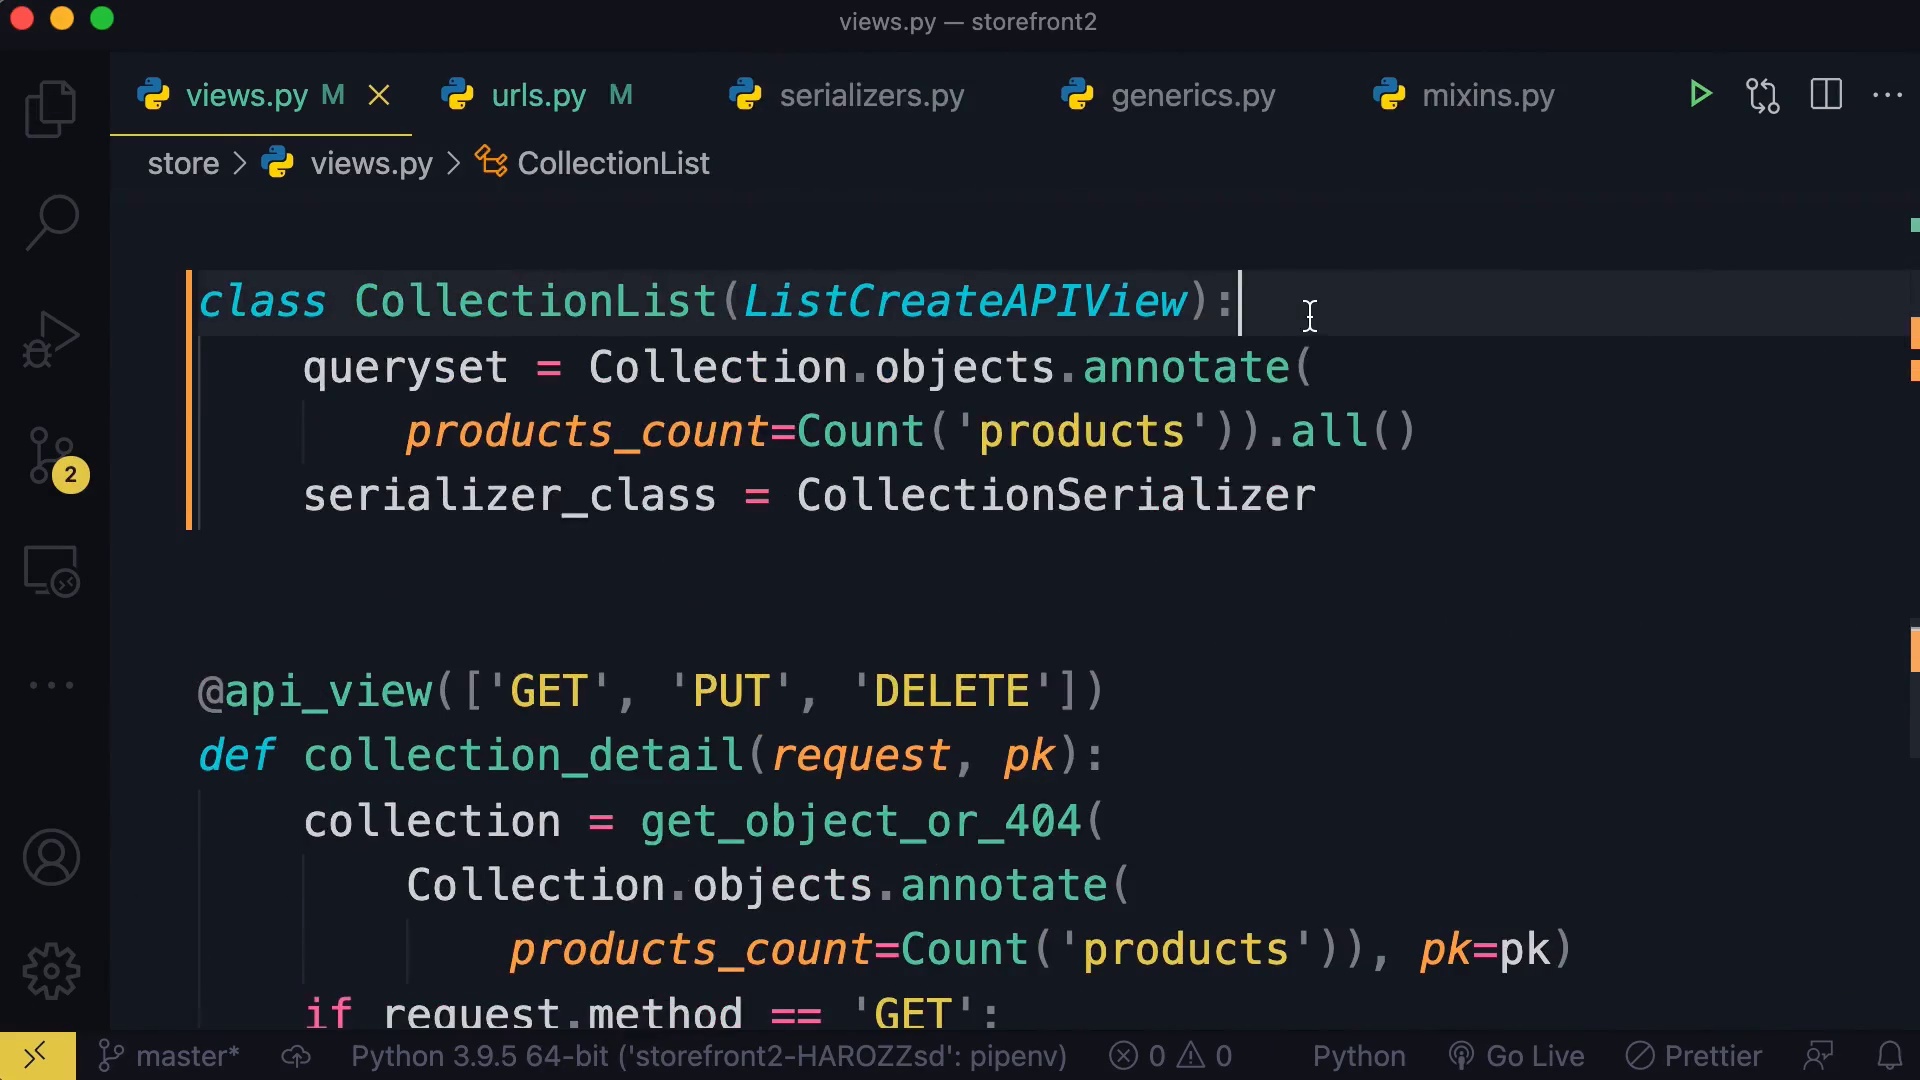 views.py — storefront2
views.py M urls.py M serializers.py generics.py mixins.py
store > views.py > CollectionList
class CollectionList(ListCreateAPIView):
    queryset = Collection.objects.annotate(
        products_count=Count('products')).all()
    serializer_class = CollectionSerializer
@api_view(['GET', 'PUT', 'DELETE'])
def collection_detail(request, pk):
    collection = get_object_or_404(
        Collection.objects.annotate(
            products_count=Count('products')), pk=pk)
    if request.method == 'GET':
2
master* Python 3.9.5 64-bit ('storefront2-HAROZZsd': pipenv) 0 0 Python Go Live Prettier